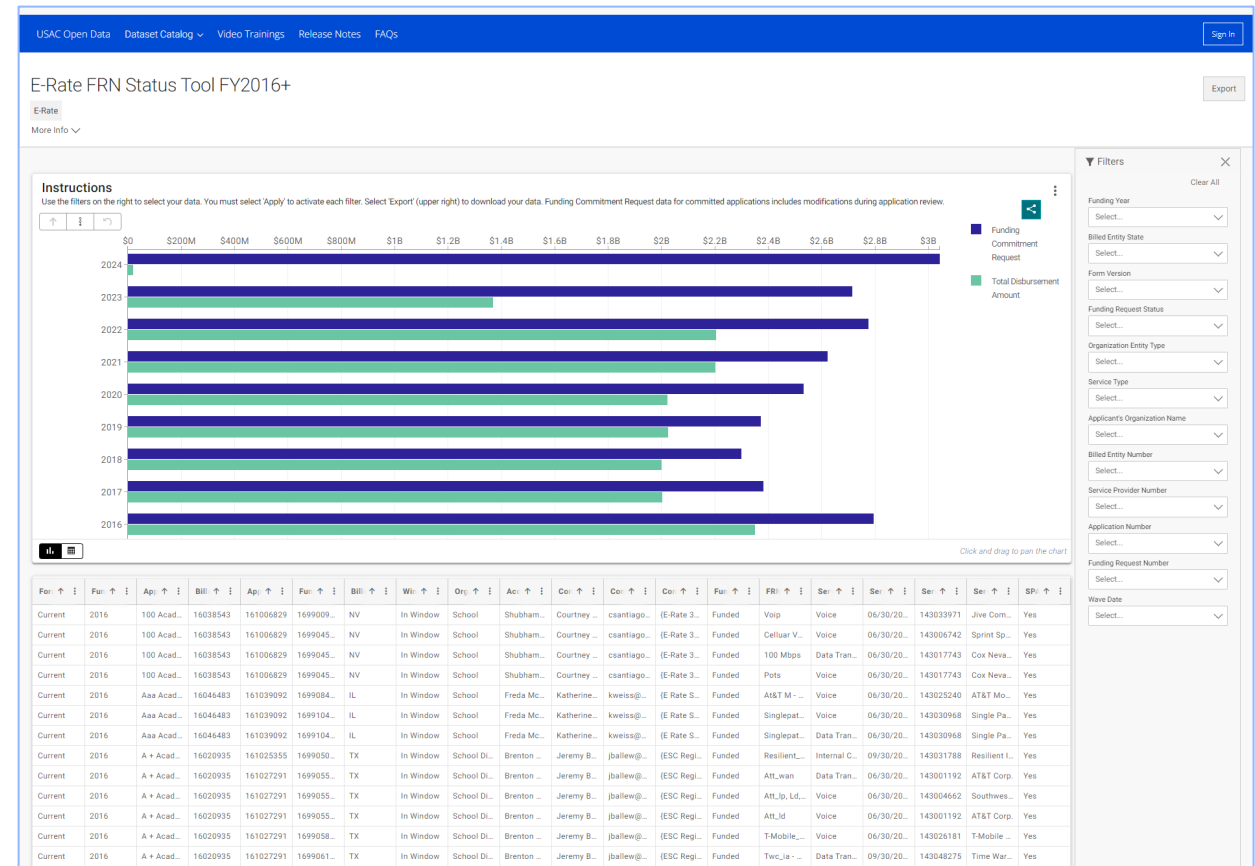 USAC Open Data Dataset Catalog Video Trainings Release Notes FAQs Sign In
E-Rate FRN Status Tool FY2016+
Export
E-Rate
More Info
Instructions
Use the filters on the right to select your data. You must select 'Apply' to activate each filter. Select 'Export' (upper right) to download your data. Funding Commitment Request data for committed applications includes modifications during application review.
$0 $200M $400M $600M $800M $1B $1.2B $1.4B $1.6B $1.8B $2B $2.2B $2.4B $2.6B $2.8B $3B
2024
2023
2022
2021
2020
2019
2018
2017
2016
Funding
Commitment
Request
Total Disbursement
Amount
Click and drag to pan the chart
Filters
Clear All
Funding Year
Select...
Billed Entity State
Select...
Form Version
Select...
Funding Request Status
Select...
Organization Entity Type
Select...
Service Type
Select...
Applicant's Organization Name
Select...
Billed Entity Number
Select...
Service Provider Number
Select...
Application Number
Select...
Funding Request Number
Select...
Wave Date
Select...
For Fun App Bill App Fun Bill Win Org Acc Con Con Con Fun FRN Ser Ser Ser Ser SPA
Current 2016 100 Acad... 16038543 161006829 1699009... NV In Window School Shubham... Courtney ... csantiago... {E-Rate 3... Funded Voip Voice 06/30/20... 143033971 Jive Com... Yes
Current 2016 100 Acad... 16038543 161006829 1699045... NV In Window School Shubham... Courtney ... csantiago... {E-Rate 3... Funded Celluar V... Voice 06/30/20... 143006742 Sprint Sp... Yes
Current 2016 100 Acad... 16038543 161006829 1699045... NV In Window School Shubham... Courtney ... csantiago... {E-Rate 3... Funded 100 Mbps Data Tran... 06/30/20... 143017743 Cox Neva... Yes
Current 2016 100 Acad... 16038543 161006829 1699045... NV In Window School Shubham... Courtney ... csantiago... {E-Rate 3... Funded Pots Voice 06/30/20... 143017743 Cox Neva... Yes
Current 2016 Aaa Acad... 16046483 161039092 1699084... IL In Window School Freda Mc... Katherine... kweiss@... {E Rate S... Funded At&T M - ... Voice 06/30/20... 143025240 AT&T Mo... Yes
Current 2016 Aaa Acad... 16046483 161039092 1699104... IL In Window School Freda Mc... Katherine... kweiss@... {E Rate S... Funded Singlepat... Voice 06/30/20... 143030968 Single Pa... Yes
Current 2016 Aaa Acad... 16046483 161039092 1699104... IL In Window School Freda Mc... Katherine... kweiss@... {E Rate S... Funded Singlepat... Data Tran... 06/30/20... 143030968 Single Pa... Yes
Current 2016 A + Acad... 16020935 161025355 1699050... TX In Window School Di... Brenton ... Jeremy B... jballew@... {ESC Regi... Funded Resilient_... Internal C... 09/30/20... 143031788 Resilient I... Yes
Current 2016 A + Acad... 16020935 161027291 1699055... TX In Window School Di... Brenton ... Jeremy B... jballew@... {ESC Regi... Funded Att_wan Data Tran... 06/30/20... 143001192 AT&T Corp. Yes
Current 2016 A + Acad... 16020935 161027291 1699055... TX In Window School Di... Brenton ... Jeremy B... jballew@... {ESC Regi... Funded Att_lp, Ld,... Voice 06/30/20... 143004662 Southwes... Yes
Current 2016 A + Acad... 16020935 161027291 1699055... TX In Window School Di... Brenton ... Jeremy B... jballew@... {ESC Regi... Funded Att_ld Voice 06/30/20... 143001192 AT&T Corp. Yes
Current 2016 A + Acad... 16020935 161027291 1699058... TX In Window School Di... Brenton ... Jeremy B... jballew@... {ESC Regi... Funded T-Mobile_... Voice 06/30/20... 143026181 T-Mobile ... Yes
Current 2016 A + Acad... 16020935 161027291 1699061... TX In Window School Di... Brenton ... Jeremy B... jballew@... {ESC Regi... Funded Twc_ia - ... Data Tran... 09/30/20... 143048275 Time War... Yes